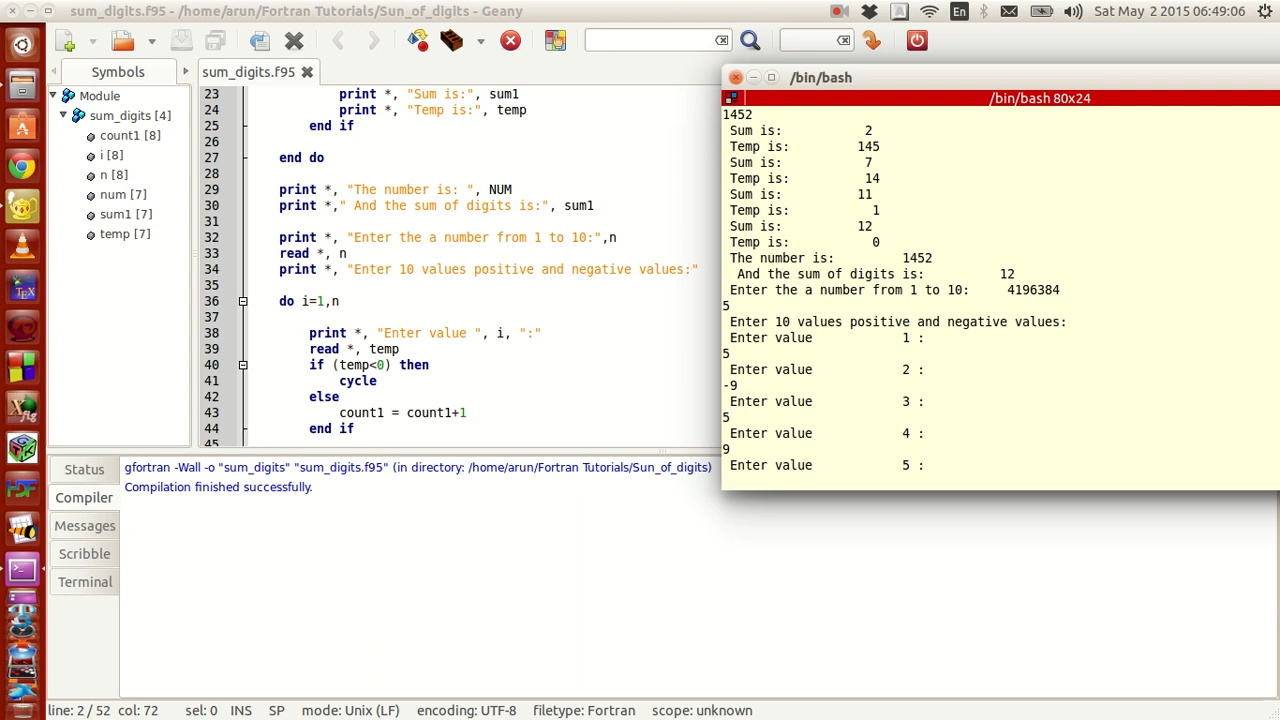 sum_digits.f95 - /home/arun/Fortran Tutorials/Sun_of_digits - Geany
En
Sat May 2 2015 06:49:06
Symbols
sum_digits.f95
Module
sum_digits [4]
count1 [8]
i [8]
n [8]
num [7]
sum1 [7]
temp [7]
23 print *, "Sum is:", sum1
24 print *, "Temp is:", temp
25 end if
26
27 end do
28
29 print *, "The number is: ", NUM
30 print *," And the sum of digits is:", sum1
31
32 print *, "Enter the a number from 1 to 10:",n
33 read *, n
34 print *, "Enter 10 values positive and negative values:"
35
36 do i=1,n
37
38 print *, "Enter value ", i, ":"
39 read *, temp
40 if (temp<0) then
41 cycle
42 else
43 count1 = count1+1
44 end if
45
/bin/bash
/bin/bash 80x24
1452
Sum is: 2
Temp is: 145
Sum is: 7
Temp is: 14
Sum is: 11
Temp is: 1
Sum is: 12
Temp is: 0
The number is: 1452
And the sum of digits is: 12
Enter the a number from 1 to 10: 4196384
5
Enter 10 values positive and negative values:
Enter value 1 :
5
Enter value 2 :
-9
Enter value 3 :
5
Enter value 4 :
9
Enter value 5 :
Status
Compiler
Messages
Scribble
Terminal
gfortran -Wall -o "sum_digits" "sum_digits.f95" (in directory: /home/arun/Fortran Tutorials/Sun_of_digits)
Compilation finished successfully.
line: 2 / 52 col: 72 sel: 0 INS SP mode: Unix (LF) encoding: UTF-8 filetype: Fortran scope: unknown